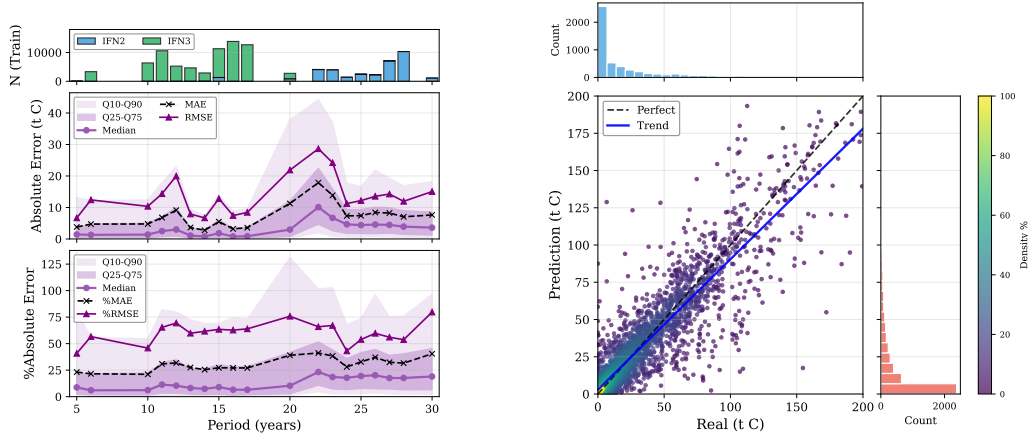 N (Train)
10000
0
IFN2
IFN3
Absolute Error (t C)
40
30
20
10
0
Q10-Q90
Q25-Q75
Median
MAE
RMSE
%Absolute Error
125
100
75
50
25
0
Q10-Q90
Q25-Q75
Median
%MAE
%RMSE
5 10 15 20 25 30
Period (years)
Count
2000
1000
0
Prediction (t C)
200
175
150
125
100
75
50
25
0
Perfect
Trend
0 50 100 150 200
Real (t C)
0 2000
Count
100
80
60
40
20
0
Density %